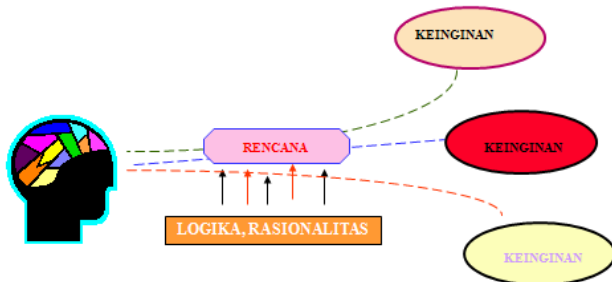 KEINGINAN
RENCANA
KEINGINAN
LOGIKA, RASIONALITAS
KEINGINAN